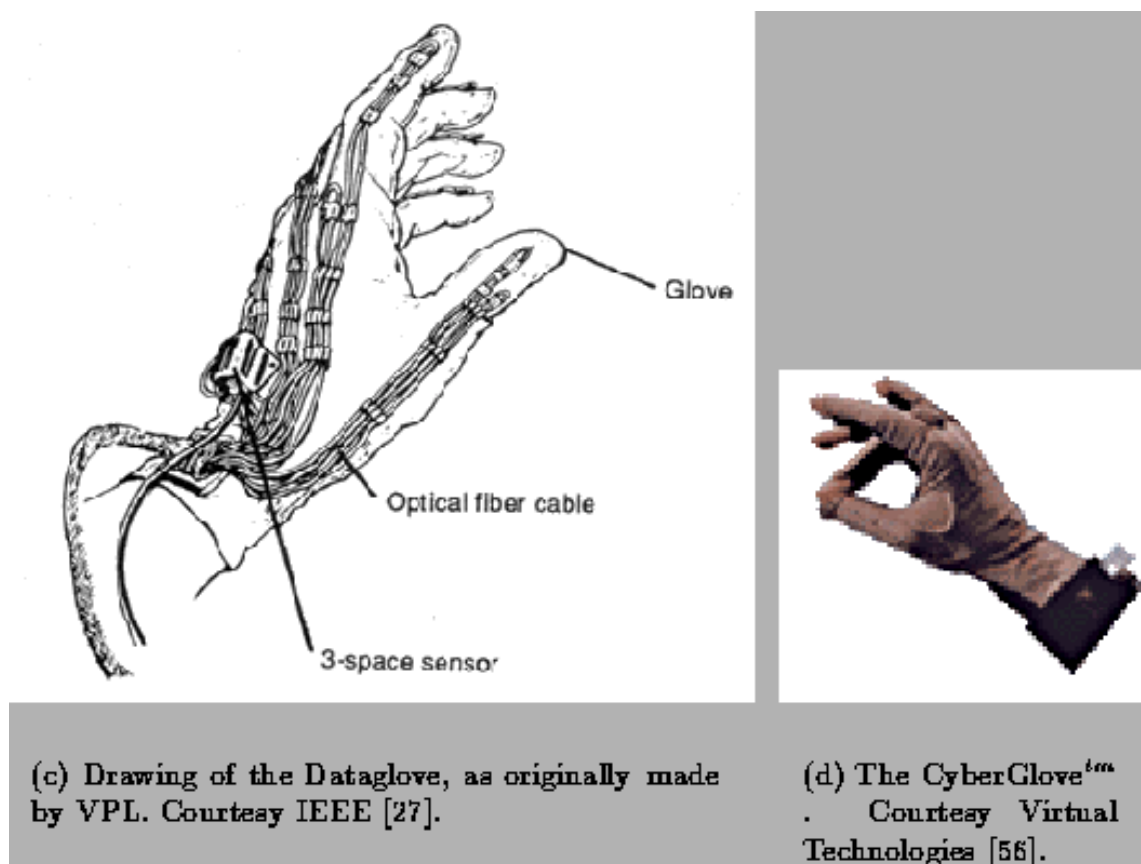 Glove
Optical fiber cable
3-space sensor
(c) Drawing of the Dataglove, as originally made
by VPL. Courtesy IEEE [27].
(d) The CyberGlove^tm
. Courtesy Virtual
Technologies [56].